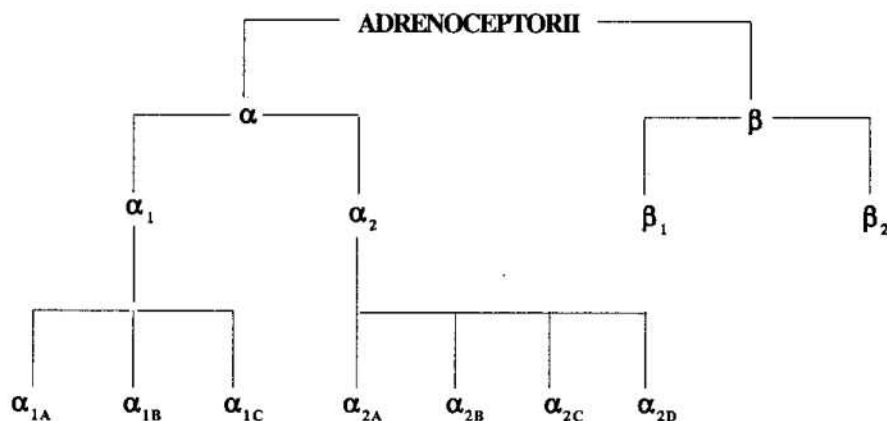 ADRENOCEPTORII
α β
α₁ α₂ β₁ β₂
α₁A α₁B α₁C α₂A α₂B α₂C α₂D